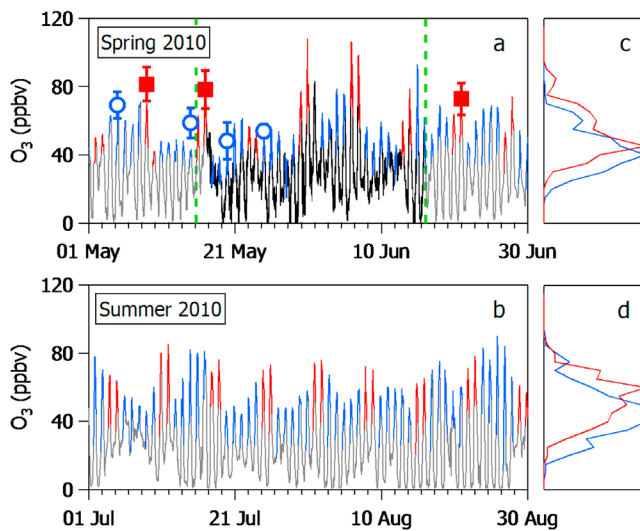 Spring 2010
a
c
O₃ (ppbv)
120
80
40
0
01 May
21 May
10 Jun
30 Jun
Summer 2010
b
d
O₃ (ppbv)
120
80
40
0
01 Jul
21 Jul
10 Aug
30 Aug